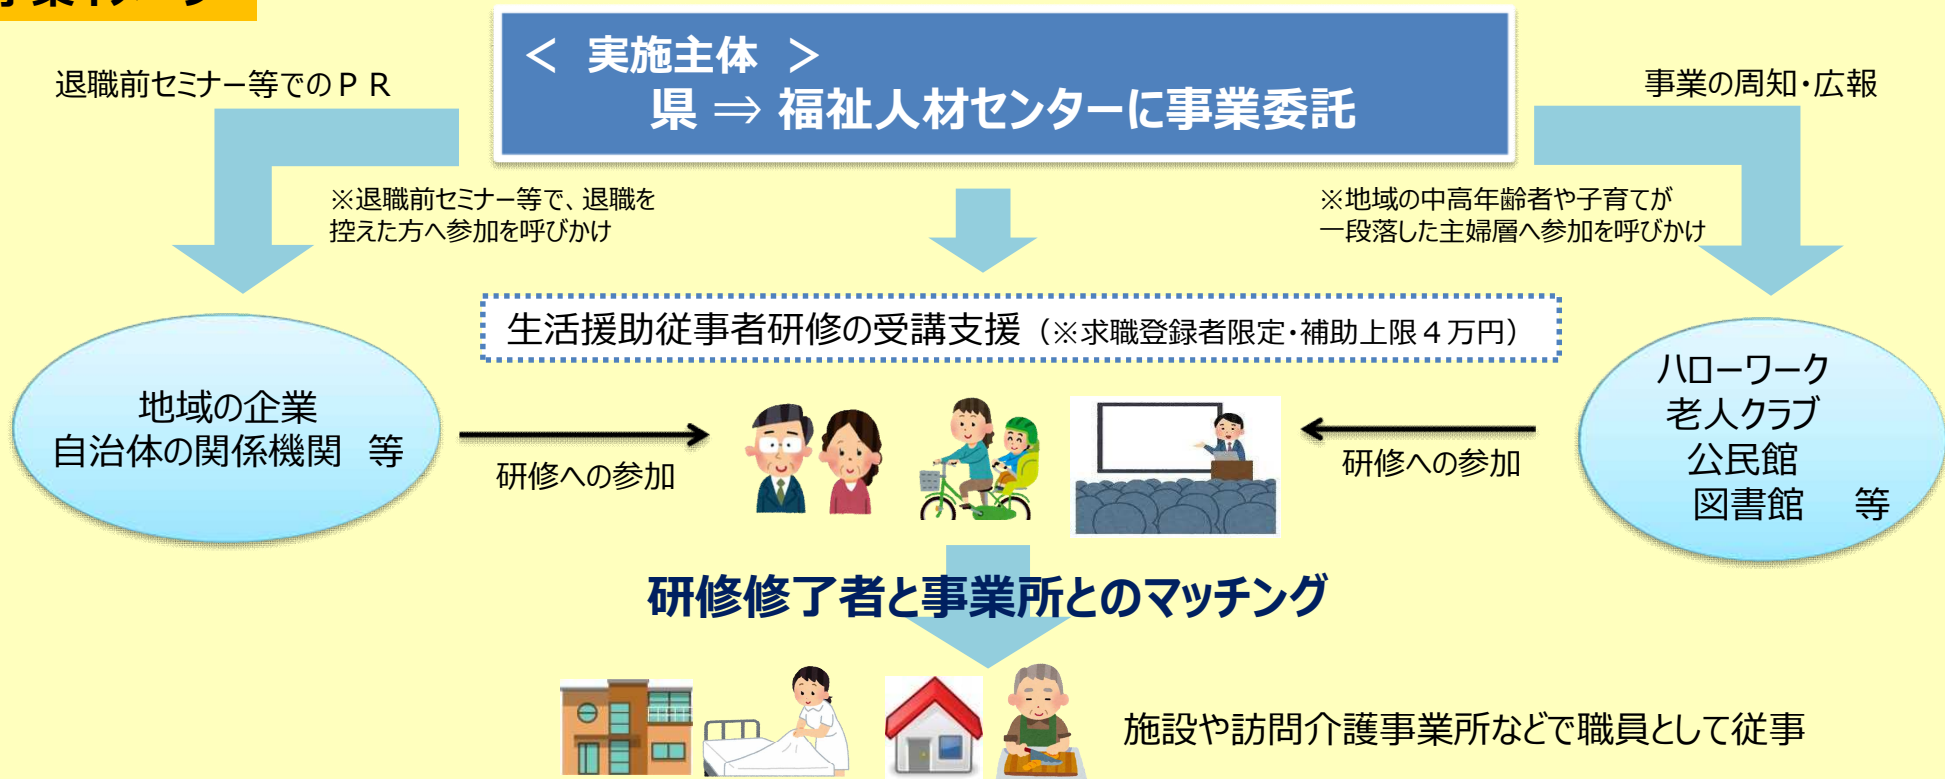 ＜ 実施主体 ＞
県 ⇒ 福祉人材センターに事業委託
退職前セミナー等でのＰＲ
事業の周知・広報
※退職前セミナー等で、退職を
控えた方へ参加を呼びかけ
※地域の中高年齢者や子育てが
一段落した主婦層へ参加を呼びかけ
生活援助従事者研修の受講支援（※求職登録者限定・補助上限４万円）
地域の企業
自治体の関係機関 等
研修への参加
研修への参加
ハローワーク
老人クラブ
公民館
図書館 等
研修修了者と事業所とのマッチング
施設や訪問介護事業所などで職員として従事